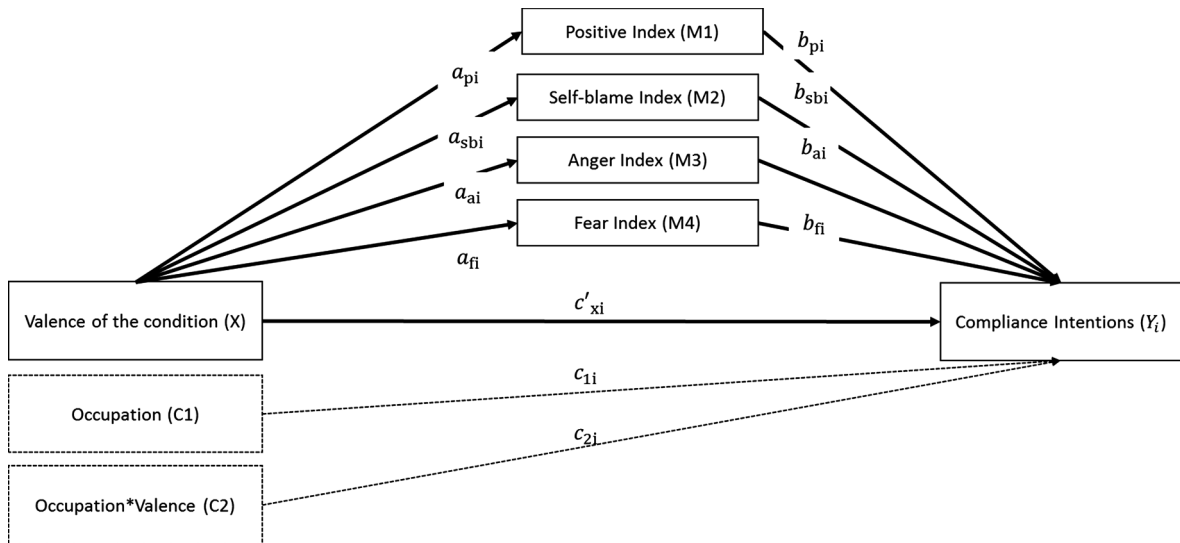 Positive Index (M1)
b_pi
a_pi
Self-blame Index (M2)
b_sbi
a_sbi
Anger Index (M3)
b_ai
a_ai
Fear Index (M4)
b_fi
a_fi
Valence of the condition (X)
c′_xi
Compliance Intentions (Y_i)
c_1i
Occupation (C1)
c_2i
Occupation*Valence (C2)